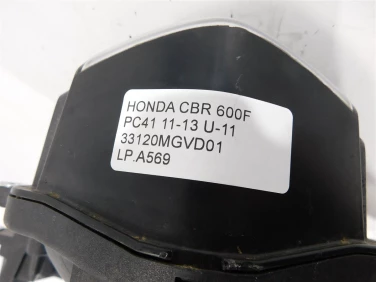 HONDA CBR 600F
PC41 11-13 U-11
33120MGVD01
LP.A569